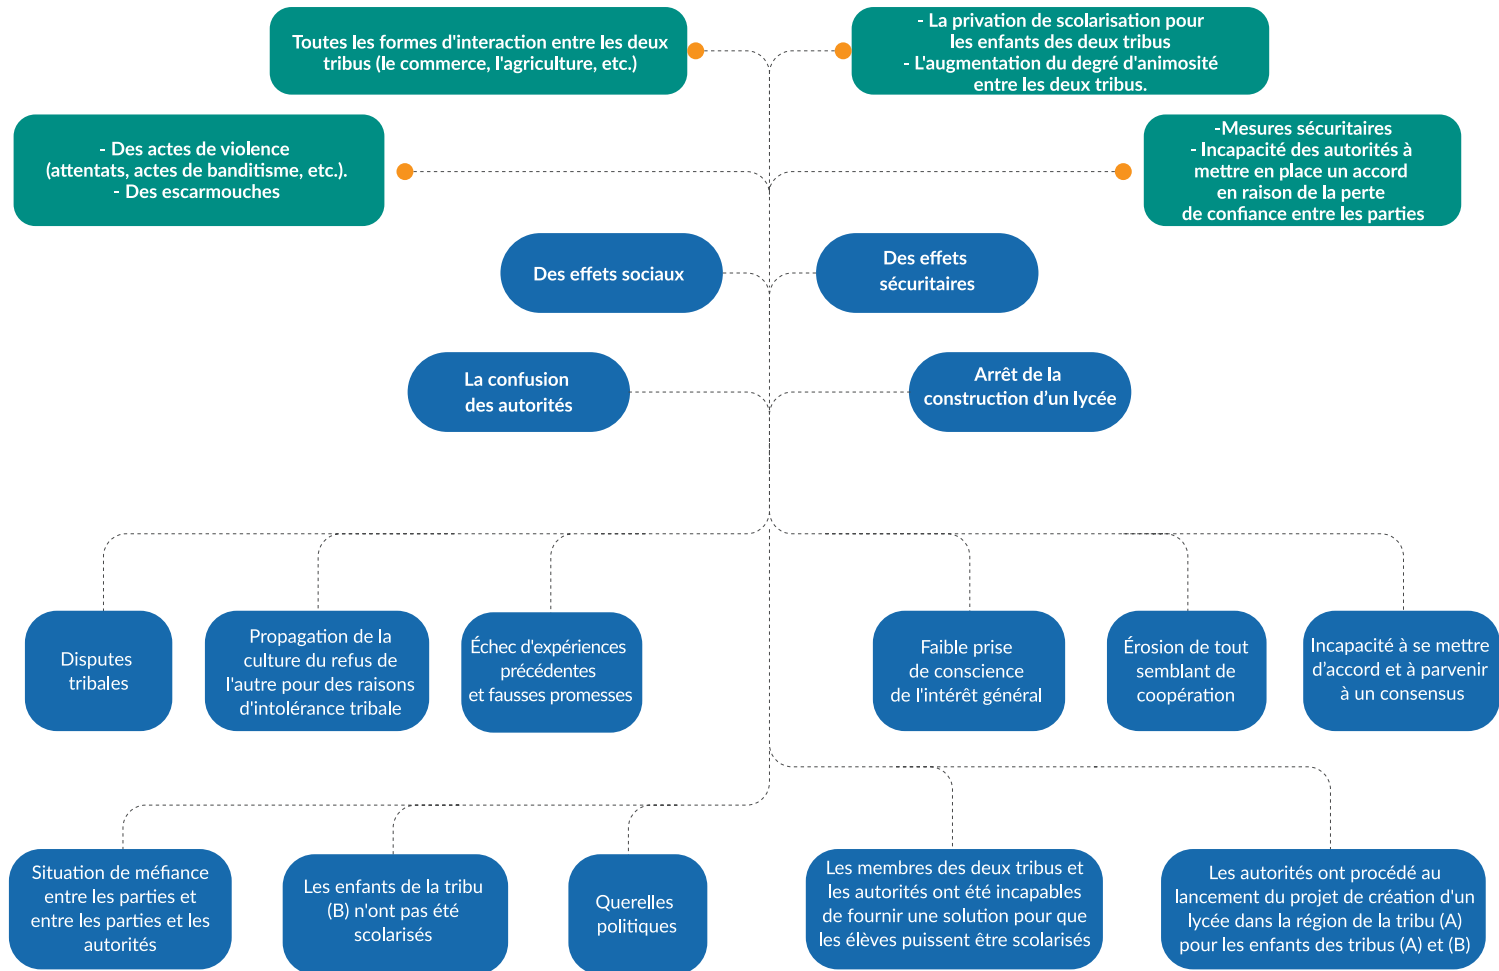 Toutes les formes d'interaction entre les deux
tribus (le commerce, l'agriculture, etc.)
- La privation de scolarisation pour
les enfants des deux tribus
- L'augmentation du degré d'animosité
entre les deux tribus.
- Des actes de violence
(attentats, actes de banditisme, etc.).
- Des escarmouches
-Mesures sécuritaires
- Incapacité des autorités à
mettre en place un accord
en raison de la perte
de confiance entre les parties
Des effets sociaux
Des effets
sécuritaires
La confusion
des autorités
Arrêt de la
construction d’un lycée
Disputes
tribales
Propagation de la
culture du refus de
l'autre pour des raisons
d'intolérance tribale
Échec d'expériences
précédentes
et fausses promesses
Faible prise
de conscience
de l'intérêt général
Érosion de tout
semblant de
coopération
Incapacité à se mettre
d’accord et à parvenir
à un consensus
Situation de méfiance
entre les parties et
entre les parties et les
autorités
Les enfants de la tribu
(B) n'ont pas été
scolarisés
Querelles
politiques
Les membres des deux tribus et
les autorités ont été incapables
de fournir une solution pour que
les élèves puissent être scolarisés
Les autorités ont procédé au
lancement du projet de création d'un
lycée dans la région de la tribu (A)
pour les enfants des tribus (A) et (B)